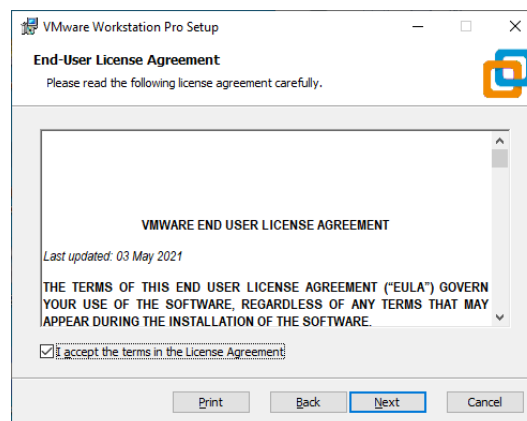 VMware Workstation Pro Setup
End-User License Agreement
Please read the following license agreement carefully.
VMWARE END USER LICENSE AGREEMENT
Last updated: 03 May 2021
THE TERMS OF THIS END USER LICENSE AGREEMENT (“EULA”) GOVERN
YOUR USE OF THE SOFTWARE, REGARDLESS OF ANY TERMS THAT MAY
APPEAR DURING THE INSTALLATION OF THE SOFTWARE.
I accept the terms in the License Agreement
Print Back Next Cancel